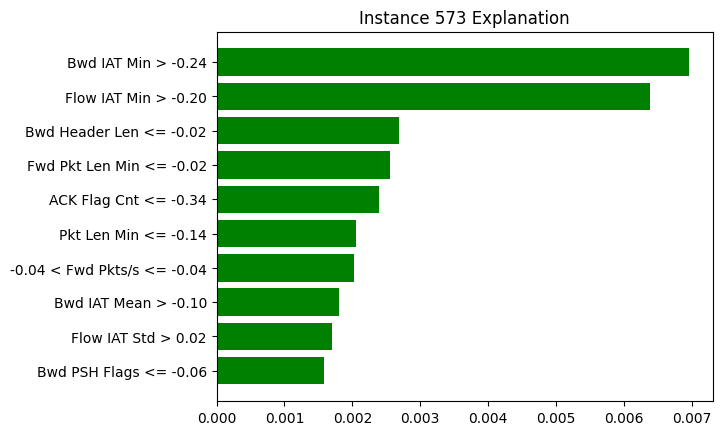 Instance 573 Explanation
Bwd IAT Min > -0.24
Flow IAT Min > -0.20
Bwd Header Len <= -0.02
Fwd Pkt Len Min <= -0.02
ACK Flag Cnt <= -0.34
Pkt Len Min <= -0.14
-0.04 < Fwd Pkts/s <= -0.04
Bwd IAT Mean > -0.10
Flow IAT Std > 0.02
Bwd PSH Flags <= -0.06
0.000 0.001 0.002 0.003 0.004 0.005 0.006 0.007